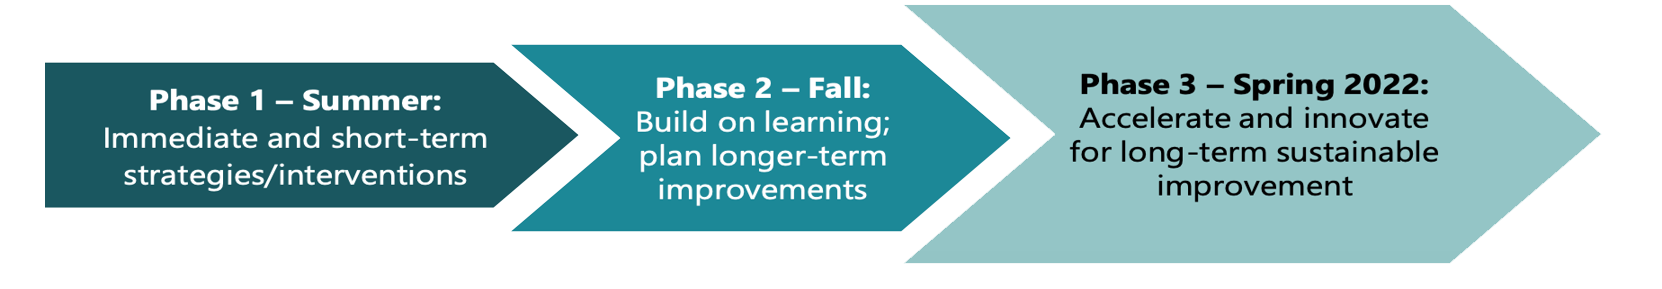 Phase 1 – Summer:
Immediate and short-term
strategies/interventions
Phase 2 – Fall:
Build on learning;
plan longer-term
improvements
Phase 3 – Spring 2022:
Accelerate and innovate
for long-term sustainable
improvement